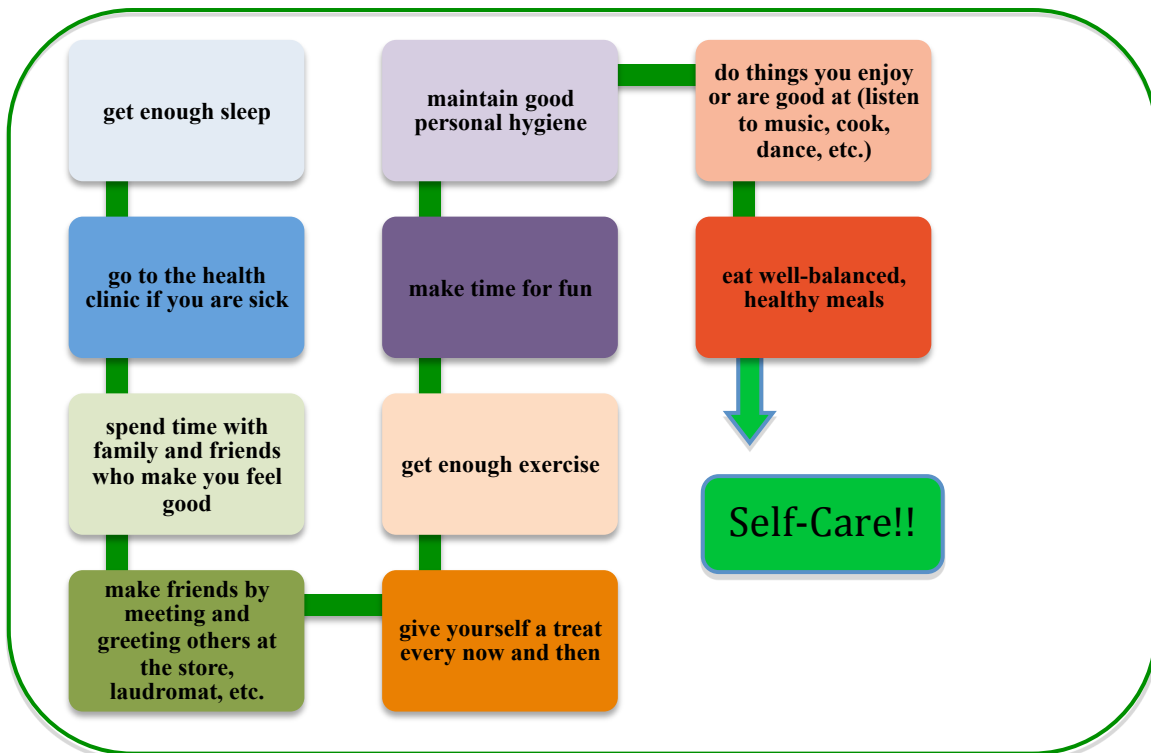 get enough sleep
go to the health
clinic if you are sick
spend time with
family and friends
who make you feel
good
make friends by
meeting and
greeting others at
the store,
laudromat, etc.
give yourself a treat
every now and then
get enough exercise
make time for fun
maintain good
personal hygiene
do things you enjoy
or are good at (listen
to music, cook,
dance, etc.)
eat well-balanced,
healthy meals
Self-Care!!